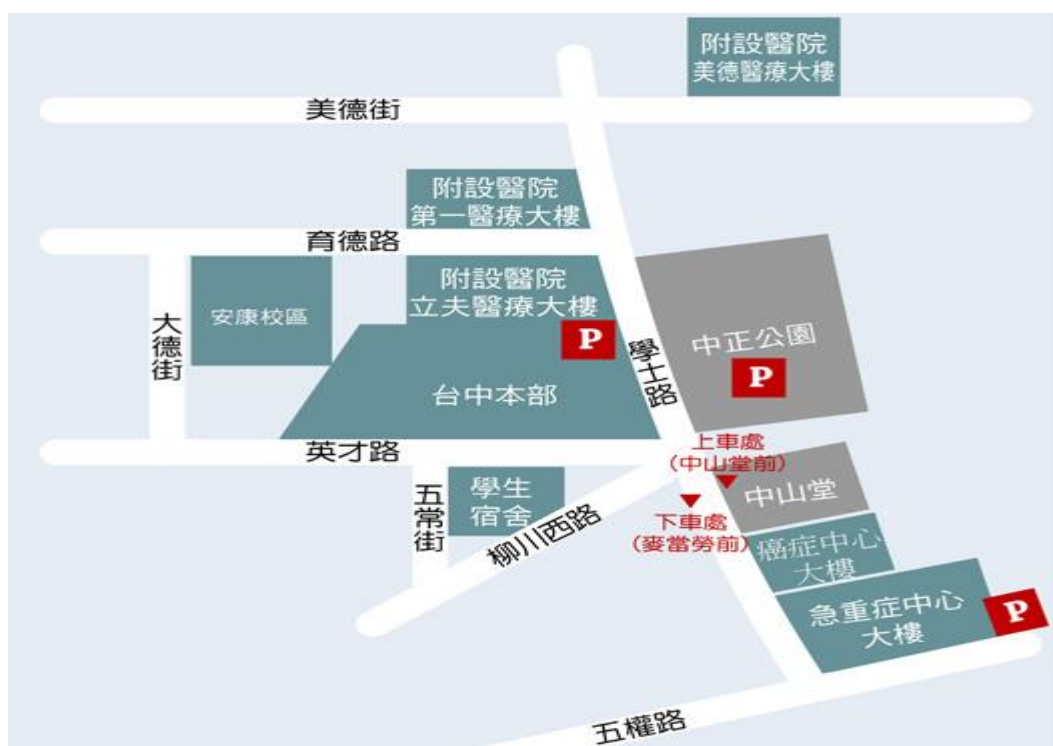 附設醫院
美德醫療大樓
美德街
附設醫院
第一醫療大樓
育德路
附設醫院
立夫醫療大樓
安康校區
大德街
P
中正公園
P
學士路
台中本部
英才路
上車處
(中山堂前)
中山堂
五常街
學生
宿舍
柳川西路
下車處
(麥當勞前)
癌症中心
大樓
急重症中心
大樓
P
五權路